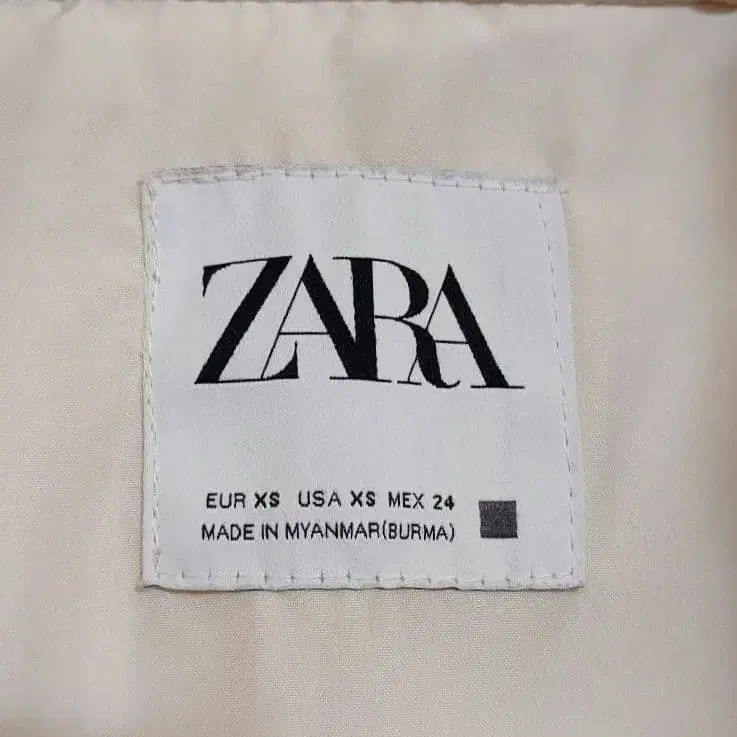 ZARA
EUR XS USA XS MEX 24
MADE IN MYANMAR(BURMA)